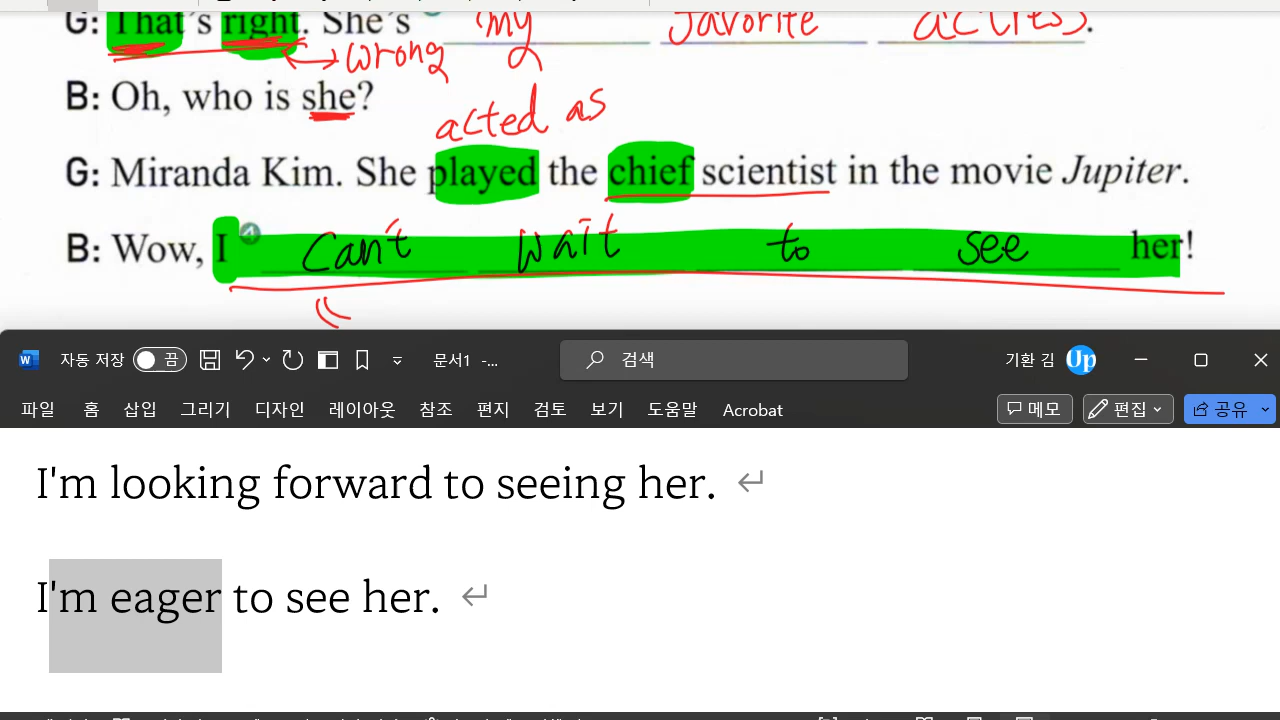 G: That's right. She's my favorite actress.
wrong
B: Oh, who is she?
acted as
G: Miranda Kim. She played the chief scientist in the movie Jupiter.
B: Wow, I 4 Can't wait to see her!
자동 저장 끔 문서1 -... 검색 기환 김 Up
파일 홈 삽입 그리기 디자인 레이아웃 참조 편지 검토 보기 도움말 Acrobat 메모 편집 공유
I'm looking forward to seeing her.
I'm eager to see her.